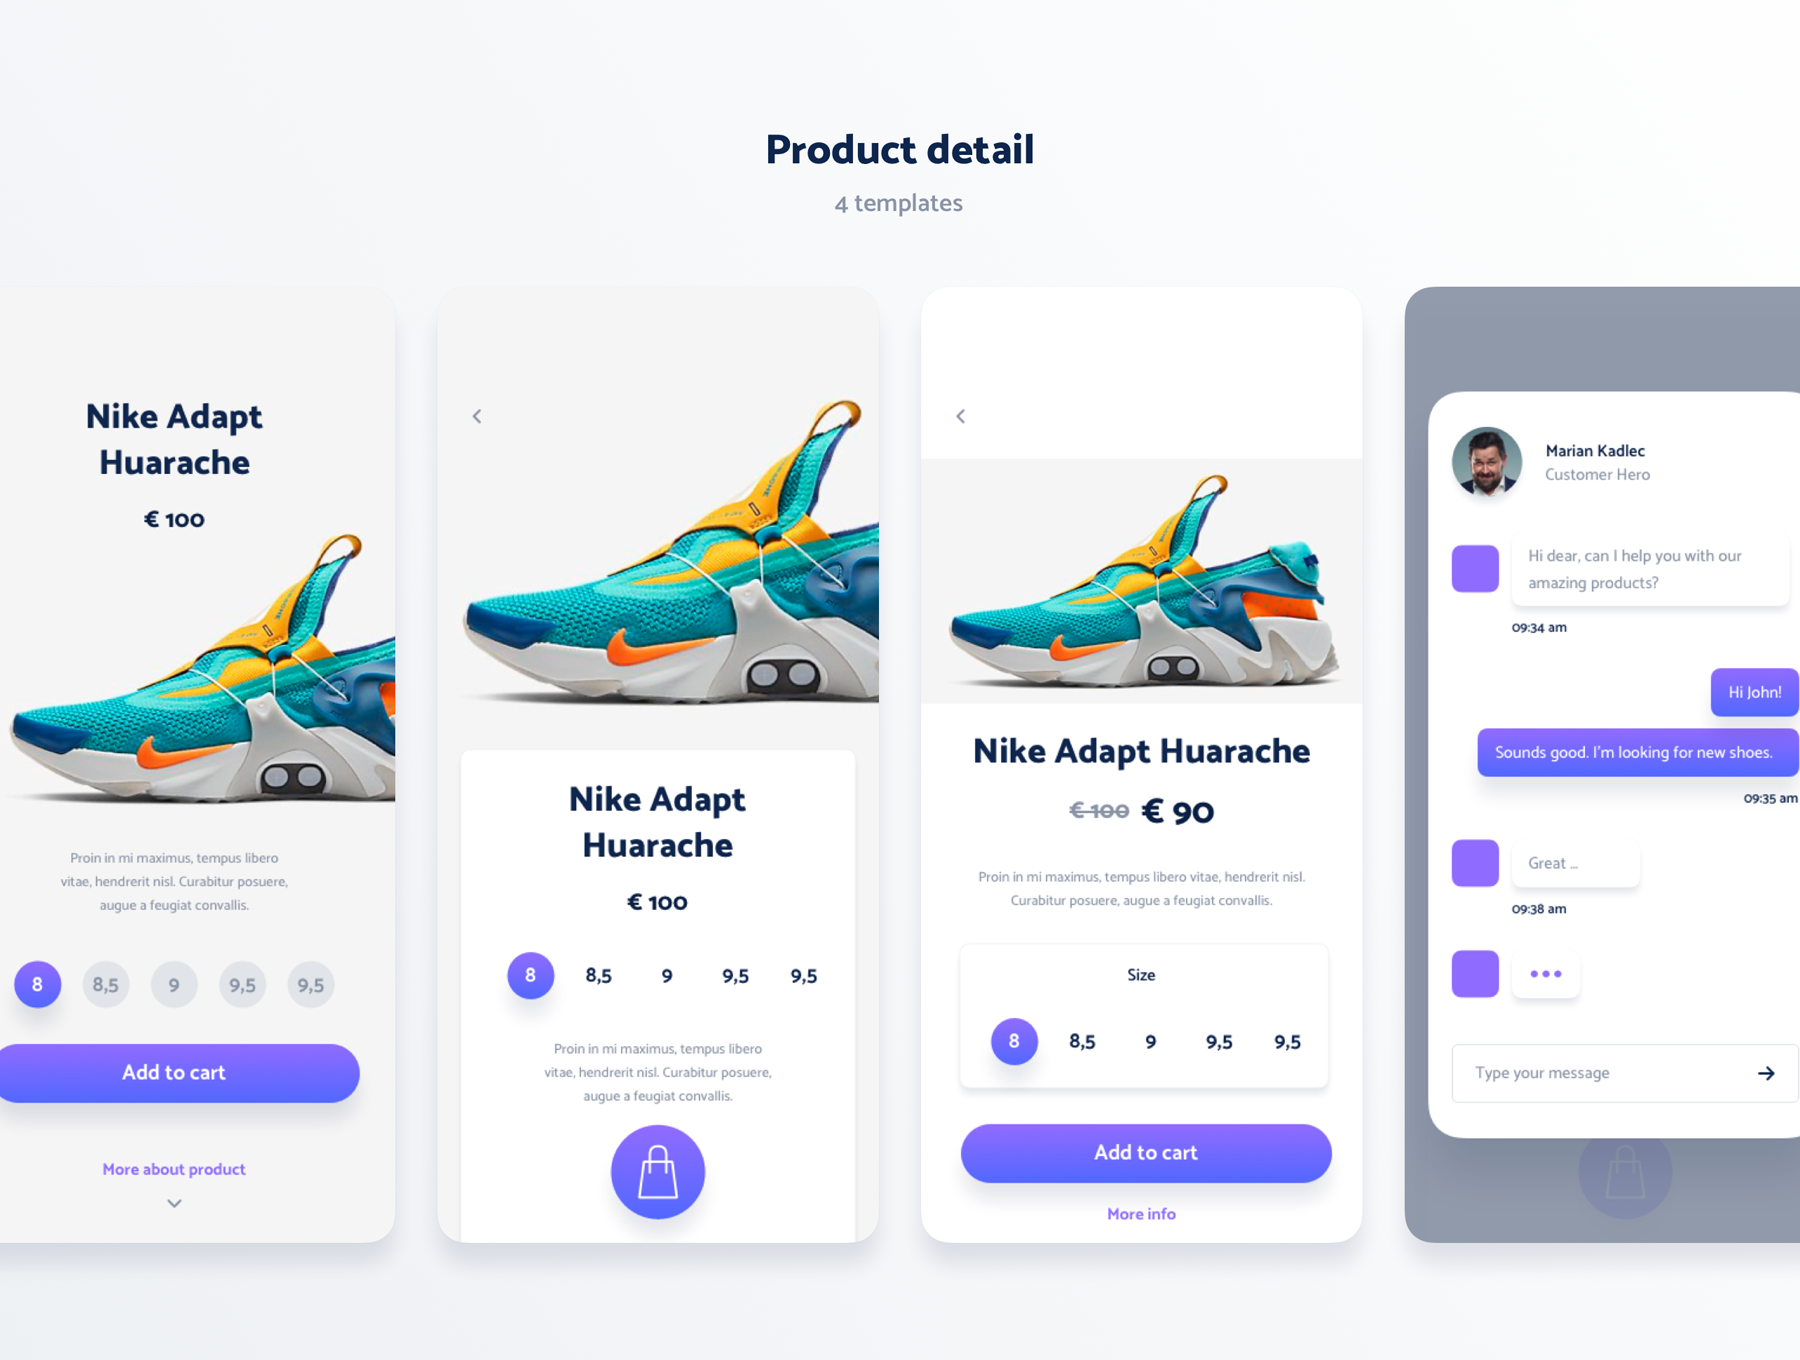 Product detail
4 templates
Nike Adapt
Huarache
€ 100
Proin in mi maximus, tempus libero
vitae, hendrerit nisl. Curabitur posuere,
augue a feugiat convallis.
8 8,5 9 9,5 9,5
Add to cart
More about product
Nike Adapt
Huarache
€ 100
8 8,5 9 9,5 9,5
Proin in mi maximus, tempus libero
vitae, hendrerit nisl. Curabitur posuere,
augue a feugiat convallis.
Nike Adapt Huarache
€ 100 € 90
Proin in mi maximus, tempus libero vitae, hendrerit nisl.
Curabitur posuere, augue a feugiat convallis.
Size
8 8,5 9 9,5 9,5
Add to cart
More info
Marian Kadlec
Customer Hero
Hi dear, can I help you with our
amazing products?
09:34 am
Hi John!
Sounds good. I'm looking for new shoes.
09:35 am
Great ...
09:38 am
Type your message